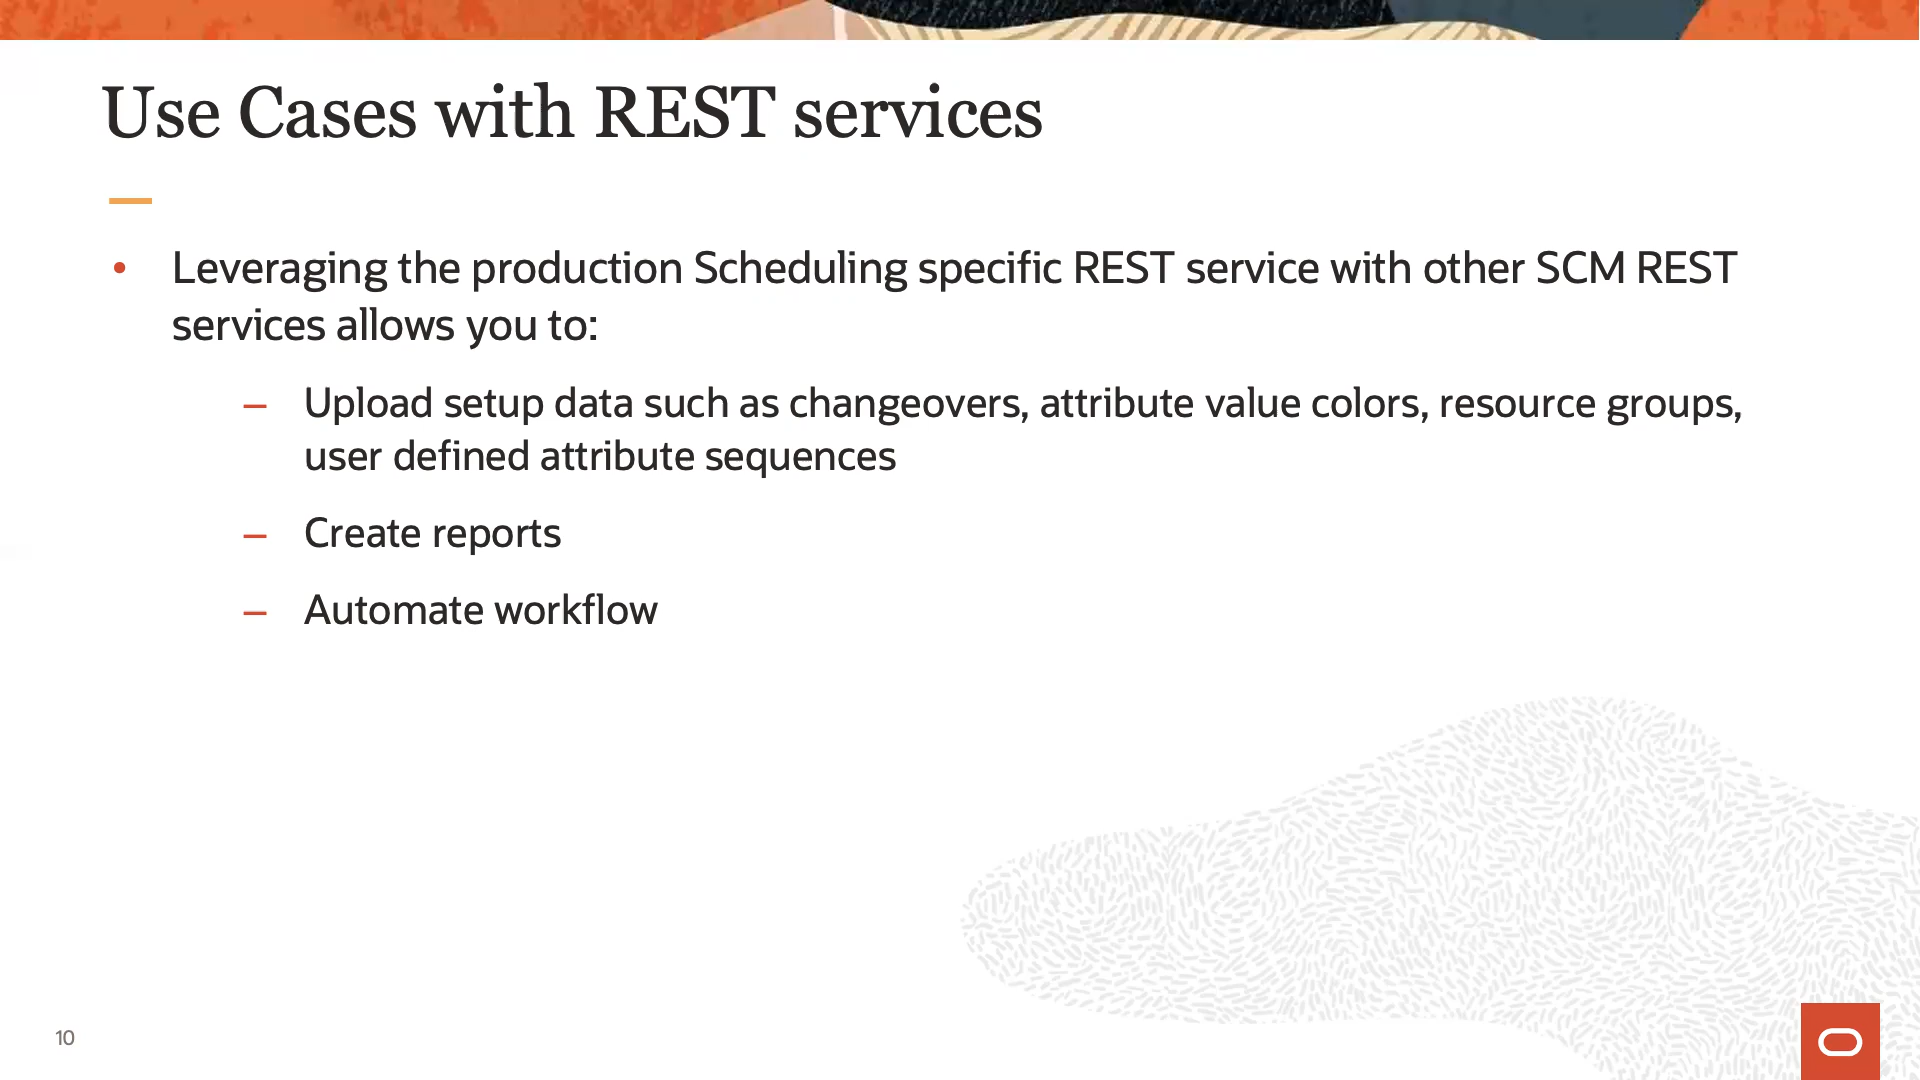 Use Cases with REST services
• Leveraging the production Scheduling specific REST service with other SCM REST
services allows you to:
– Upload setup data such as changeovers, attribute value colors, resource groups,
user defined attribute sequences
– Create reports
– Automate workflow
10